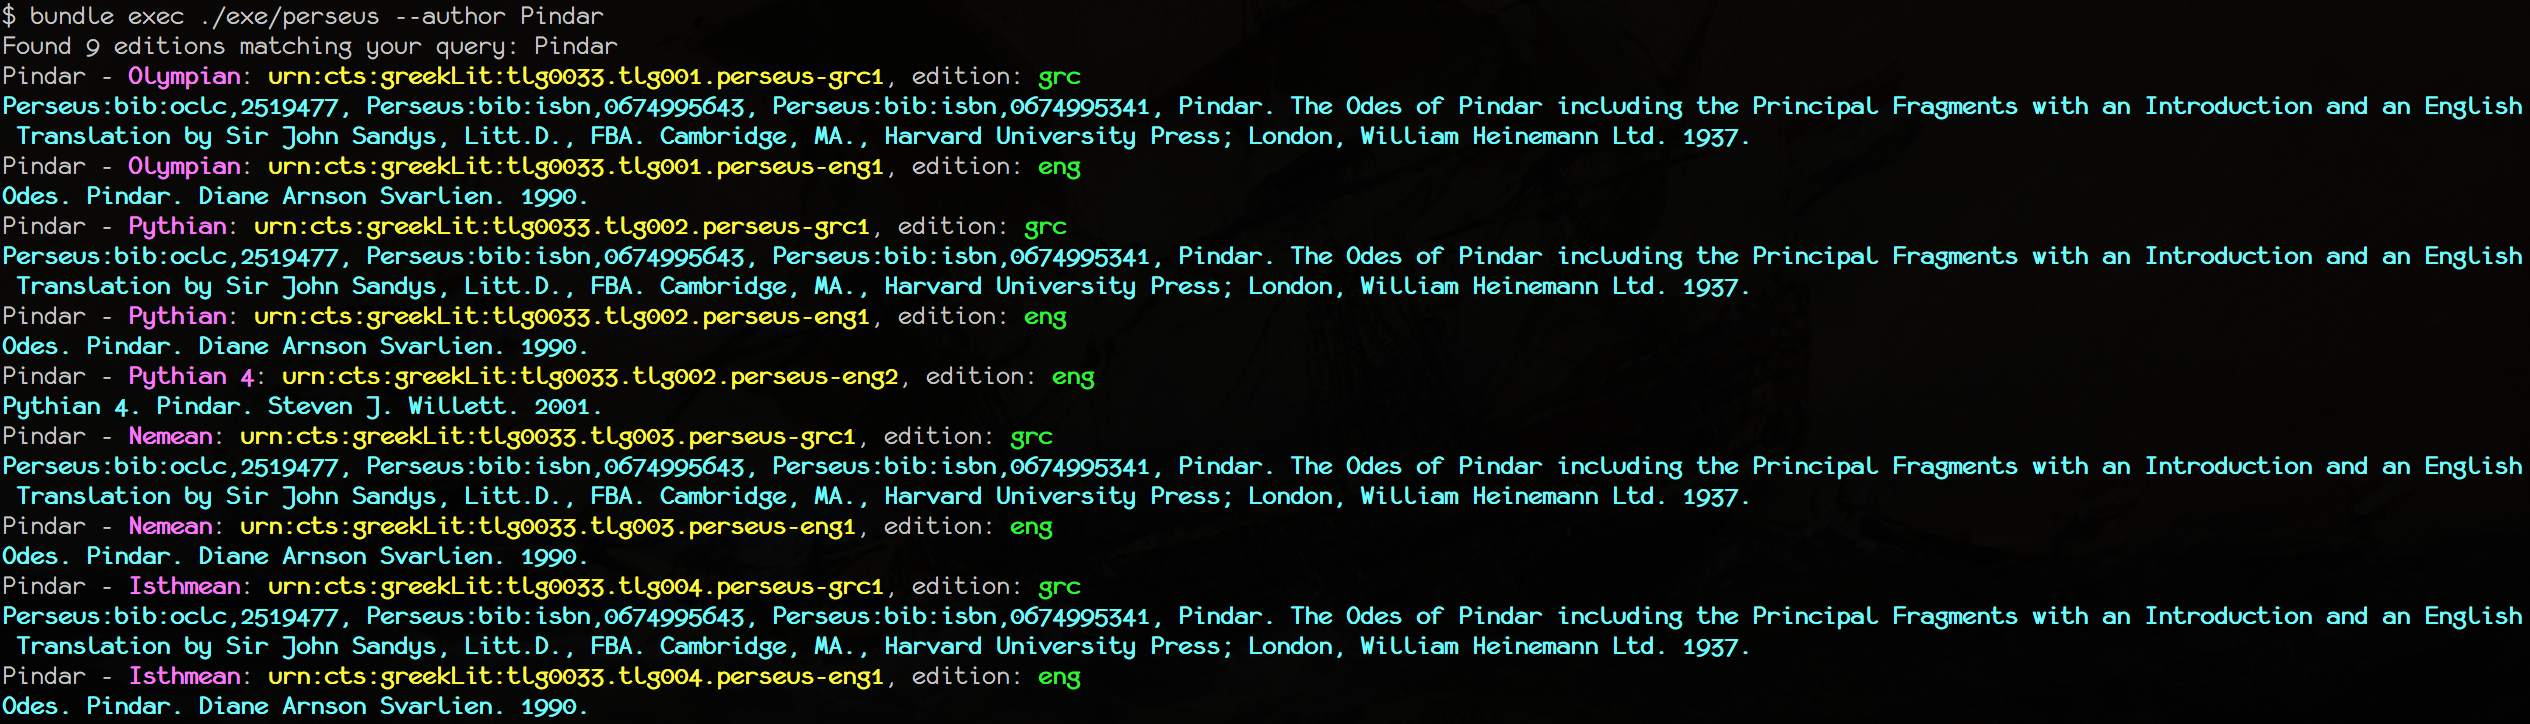 $ bundle exec ./exe/perseus --author Pindar
Found 9 editions matching your query: Pindar
Pindar - Olympian: urn:cts:greekLit:tlg0033.tlg001.perseus-grc1, edition: grc
Perseus:bib:oclc,2519477, Perseus:bib:isbn,0674995643, Perseus:bib:isbn,0674995341, Pindar. The Odes of Pindar including the Principal Fragments with an Introduction and an English
Translation by Sir John Sandys, Litt.D., FBA. Cambridge, MA., Harvard University Press; London, William Heinemann Ltd. 1937.
Pindar - Olympian: urn:cts:greekLit:tlg0033.tlg001.perseus-eng1, edition: eng
Odes. Pindar. Diane Arnson Svarlien. 1990.
Pindar - Pythian: urn:cts:greekLit:tlg0033.tlg002.perseus-grc1, edition: grc
Perseus:bib:oclc,2519477, Perseus:bib:isbn,0674995643, Perseus:bib:isbn,0674995341, Pindar. The Odes of Pindar including the Principal Fragments with an Introduction and an English
Translation by Sir John Sandys, Litt.D., FBA. Cambridge, MA., Harvard University Press; London, William Heinemann Ltd. 1937.
Pindar - Pythian: urn:cts:greekLit:tlg0033.tlg002.perseus-eng1, edition: eng
Odes. Pindar. Diane Arnson Svarlien. 1990.
Pindar - Pythian 4: urn:cts:greekLit:tlg0033.tlg002.perseus-eng2, edition: eng
Pythian 4. Pindar. Steven J. Willett. 2001.
Pindar - Nemean: urn:cts:greekLit:tlg0033.tlg003.perseus-grc1, edition: grc
Perseus:bib:oclc,2519477, Perseus:bib:isbn,0674995643, Perseus:bib:isbn,0674995341, Pindar. The Odes of Pindar including the Principal Fragments with an Introduction and an English
Translation by Sir John Sandys, Litt.D., FBA. Cambridge, MA., Harvard University Press; London, William Heinemann Ltd. 1937.
Pindar - Nemean: urn:cts:greekLit:tlg0033.tlg003.perseus-eng1, edition: eng
Odes. Pindar. Diane Arnson Svarlien. 1990.
Pindar - Isthmean: urn:cts:greekLit:tlg0033.tlg004.perseus-grc1, edition: grc
Perseus:bib:oclc,2519477, Perseus:bib:isbn,0674995643, Perseus:bib:isbn,0674995341, Pindar. The Odes of Pindar including the Principal Fragments with an Introduction and an English
Translation by Sir John Sandys, Litt.D., FBA. Cambridge, MA., Harvard University Press; London, William Heinemann Ltd. 1937.
Pindar - Isthmean: urn:cts:greekLit:tlg0033.tlg004.perseus-eng1, edition: eng
Odes. Pindar. Diane Arnson Svarlien. 1990.